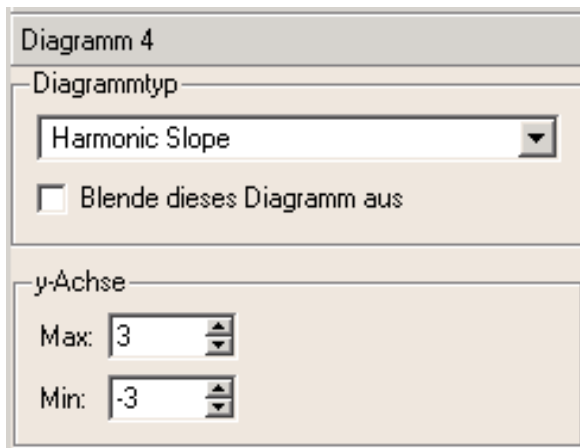 Diagramm 4
Diagrammtyp
Harmonic Slope
Blende dieses Diagramm aus
y-Achse
Max: 3
Min: -3